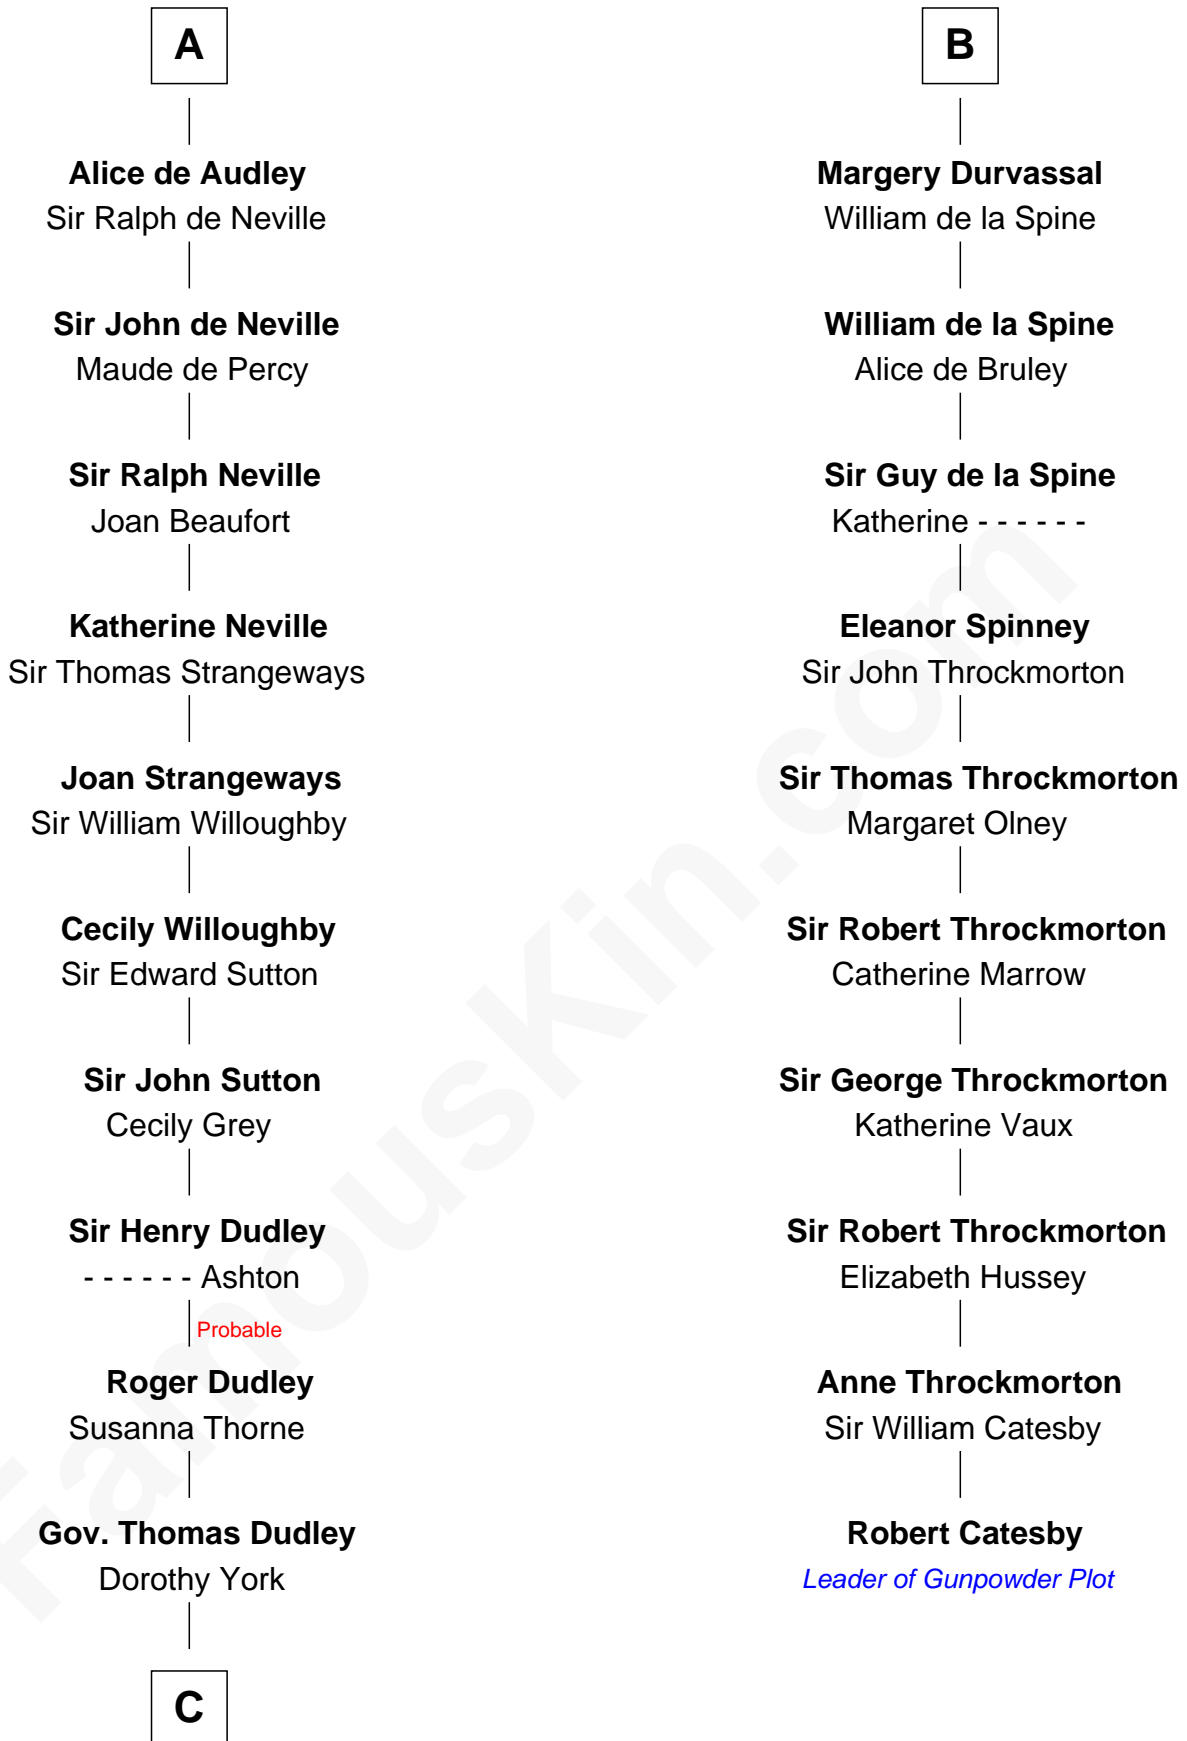 A
Alice de Audley
Sir Ralph de Neville
Sir John de Neville
Maude de Percy
Sir Ralph Neville
Joan Beaufort
Katherine Neville
Sir Thomas Strangeways
Joan Strangeways
Sir William Willoughby
Cecily Willoughby
Sir Edward Sutton
Sir John Sutton
Cecily Grey
Sir Henry Dudley
- - - - - - Ashton
Probable
Roger Dudley
Susanna Thorne
Gov. Thomas Dudley
Dorothy York
C
B
Margery Durvassal
William de la Spine
William de la Spine
Alice de Bruley
Sir Guy de la Spine
Katherine - - - - - -
Eleanor Spinney
Sir John Throckmorton
Sir Thomas Throckmorton
Margaret Olney
Sir Robert Throckmorton
Catherine Marrow
Sir George Throckmorton
Katherine Vaux
Sir Robert Throckmorton
Elizabeth Hussey
Anne Throckmorton
Sir William Catesby
Robert Catesby
Leader of Gunpowder Plot
FamousKin.com